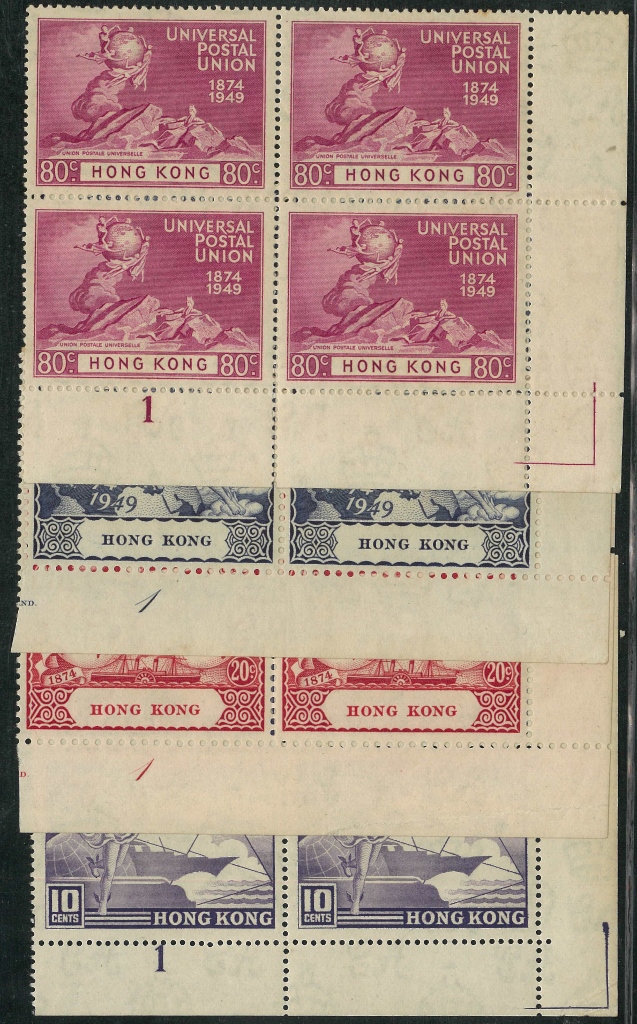 UNIVERSAL
POSTAL
UNION
1874
1949
UNION POSTALE UNIVERSELLE
80c. HONG KONG 80c.
UNIVERSAL
POSTAL
UNION
1874
1949
UNION POSTALE UNIVERSELLE
80c. HONG KONG 80c.
UNIVERSAL
POSTAL
UNION
1874
1949
UNION POSTALE UNIVERSELLE
80c. HONG KONG 80c.
UNIVERSAL
POSTAL
UNION
1874
1949
UNION POSTALE UNIVERSELLE
80c. HONG KONG 80c.
1
1949 1949
HONG KONG HONG KONG
ND. 1
1874 20c 1874 20c
HONG KONG HONG KONG
D. 1
10 CENTS HONG KONG 10 CENTS HONG KONG
1